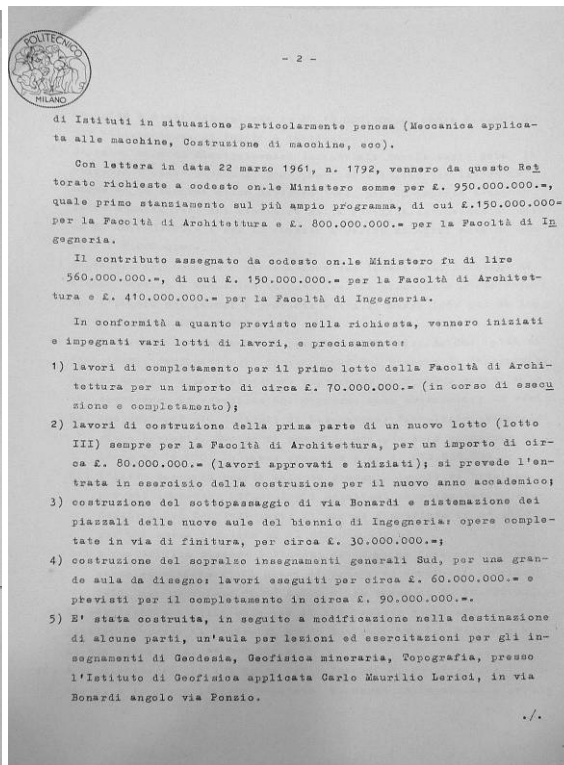 POLITECNICO
MILANO
- 2 -
di Istituti in situazione particolarmente penosa (Meccanica applica-
ta alle macchine, Costruzione di macchine, ecc).
Con lettera in data 22 marzo 1961, n. 1792, vennero da questo Ret
torato richieste a codesto on.le Ministero somme per £. 950.000.000.=,
quale primo stanziamento sul più ampio programma, di cui £.150.000.000=
per la Facoltà di Architettura e £. 800.000.000.= per la Facoltà di In
gegneria.
Il contributo assegnato da codesto on.le Ministero fu di lire
560.000.000.=, di cui £. 150.000.000.= per la Facoltà di Architet-
tura e £. 410.000.000.= per la Facoltà di Ingegneria.
In conformità a quanto previsto nella richiesta, vennero iniziati
e impegnati vari lotti di lavori, e precisamente:
1) lavori di completamento per il primo lotto della Facoltà di Archi-
tettura per un importo di circa £. 70.000.000.= (in corso di esecu
zione e completamento);
2) lavori di costruzione della prima parte di un nuovo lotto (lotto
III) sempre per la Facoltà di Architettura, per un importo di cir-
ca £. 80.000.000.= (lavori approvati e iniziati); si prevede l'en-
trata in esercizio della costruzione per il nuovo anno accademico;
3) costruzione del sottopassaggio di via Bonardi e sistemazione dei
piazzali delle nuove aule del biennio di Ingegneria: opere comple-
tate in via di finitura, per circa £. 30.000.000.=;
4) costruzione del sopralzo insegnamenti generali Sud, per una gran-
de aula da disegno: lavori eseguiti per circa £. 60.000.000.= e
previsti per il completamento in circa £. 90.000.000.=.
5) E' stata costruita, in seguito a modificazione nella destinazione
di alcune parti, un'aula per lezioni ed esercitazioni per gli in-
segnamenti di Geodesia, Geofisica mineraria, Topografia, presso
l'Istituto di Geofisica applicata Carlo Maurilio Lerici, in via
Bonardi angolo via Ponzio.
./.